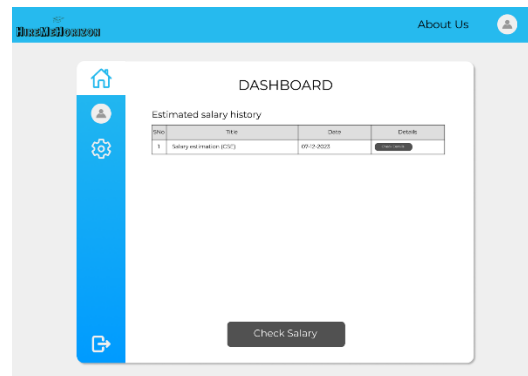 HireMeHorizon
About Us
DASHBOARD
Estimated salary history
SNo Title Date Details
1 Salary estimation (CSC) 07-12-2023
Check Salary